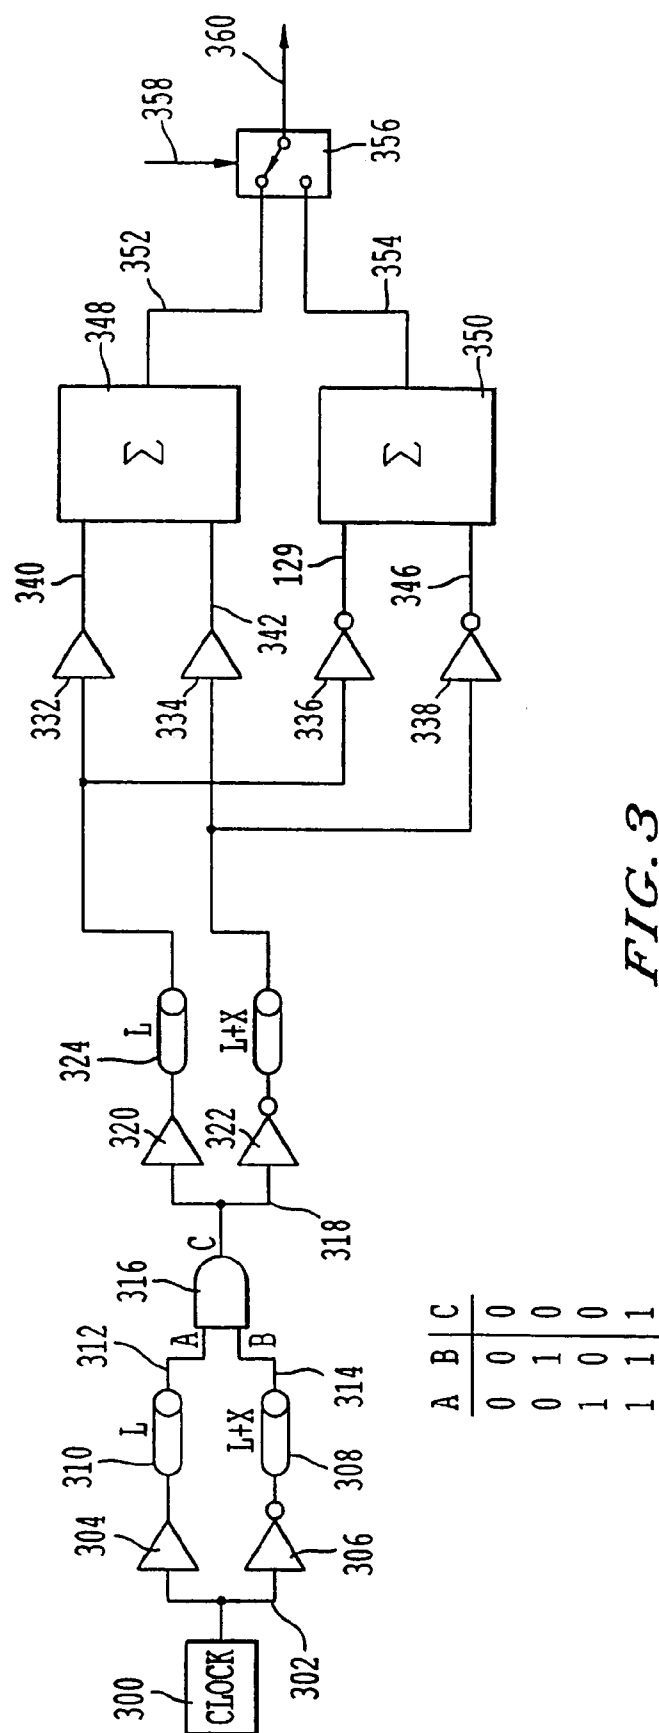 300
CLOCK
302
304
306
310
L
L+X
308
312
314
A
B
316
C
318
320
322
324
L
L+X
332
334
336
338
340
342
129
346
348
Σ
350
Σ
352
354
358
356
360
A B C
0 0 0
0 1 0
1 0 0
1 1 1
FIG. 3